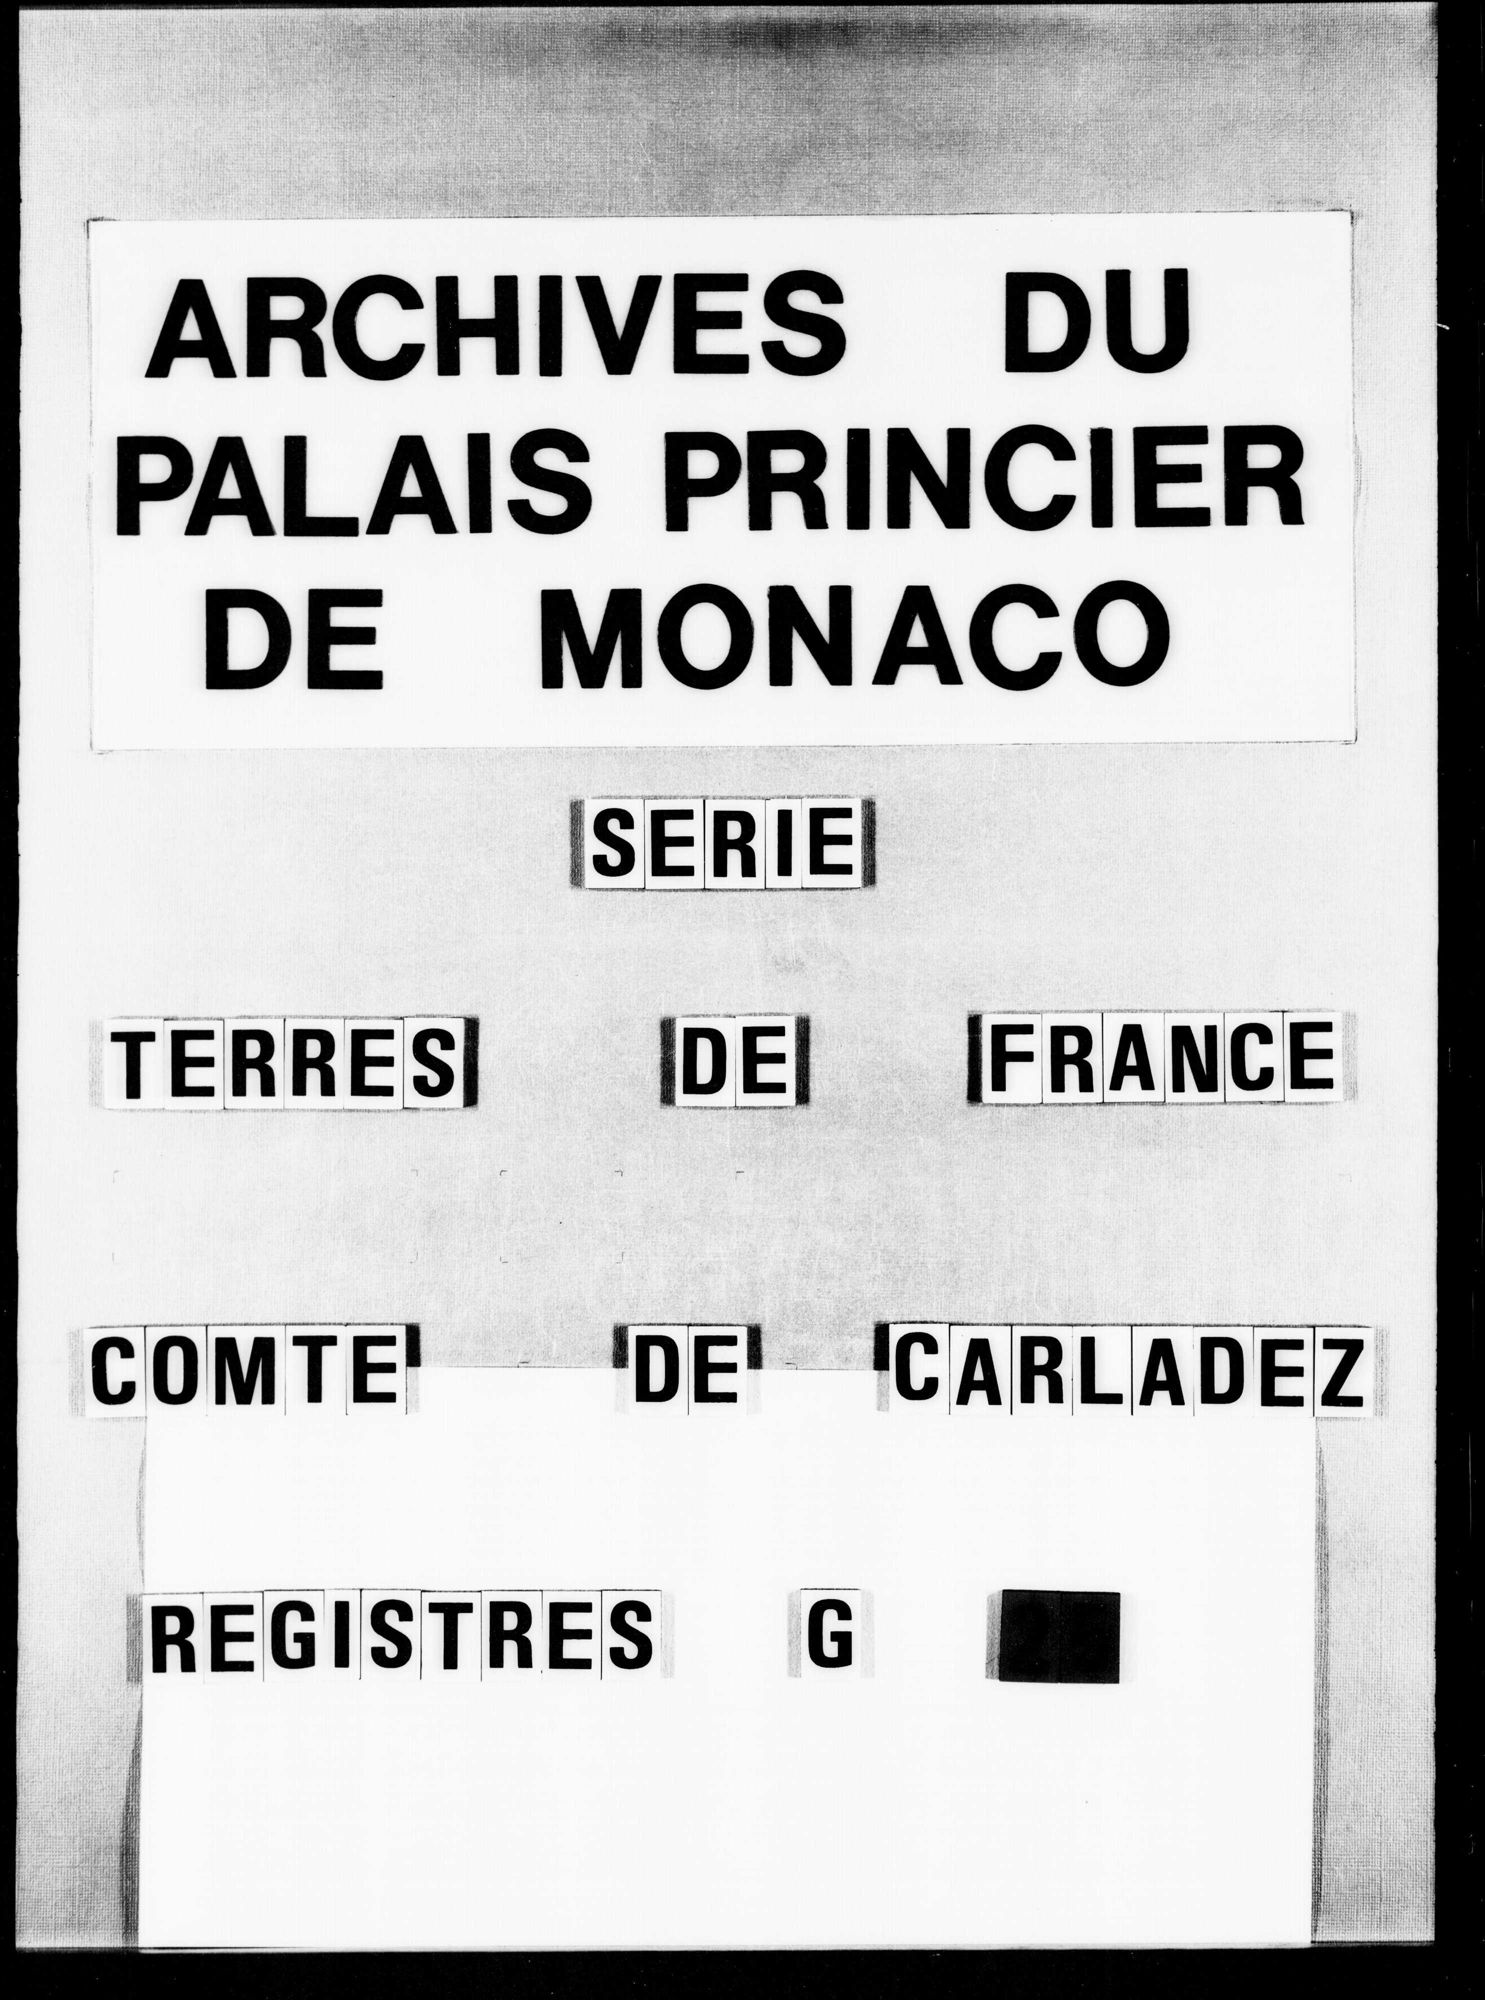 ARCHIVES DU
PALAIS PRINCIER
DE MONACO
SERIE
TERRES DE FRANCE
COMTE DE CARLADEZ
REGISTRES G